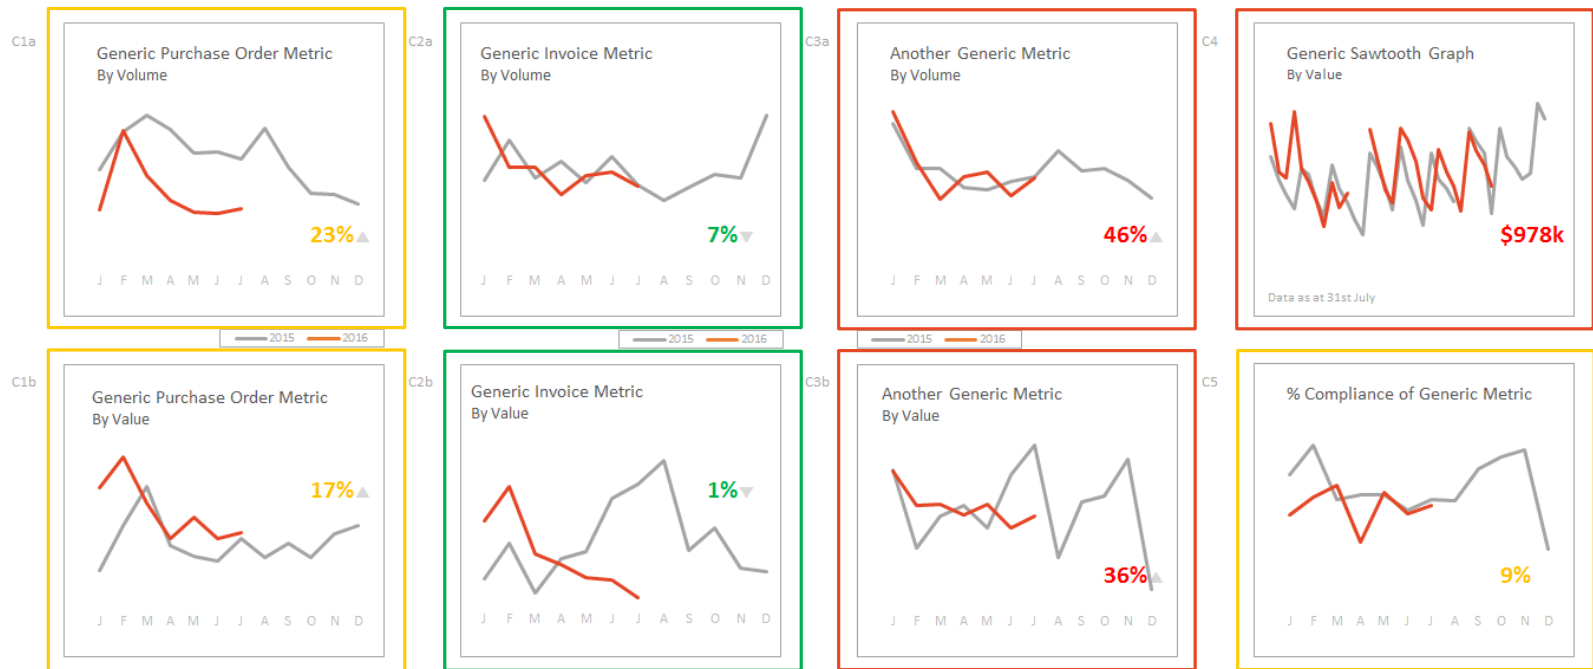 C1a
Generic Purchase Order Metric
By Volume
23%
J F M A M J J A S O N D
2015 2016
C2a
Generic Invoice Metric
By Volume
7%
J F M A M J J A S O N D
2015 2016
C3a
Another Generic Metric
By Volume
46%
J F M A M J J A S O N D
2015 2016
C4
Generic Sawtooth Graph
By Value
$978k
Data as at 31st July
C1b
Generic Purchase Order Metric
By Value
17%
J F M A M J J A S O N D
C2b
Generic Invoice Metric
By Value
1%
J F M A M J J A S O N D
C3b
Another Generic Metric
By Value
36%
J F M A M J J A S O N D
C5
% Compliance of Generic Metric
9%
J F M A M J J A S O N D